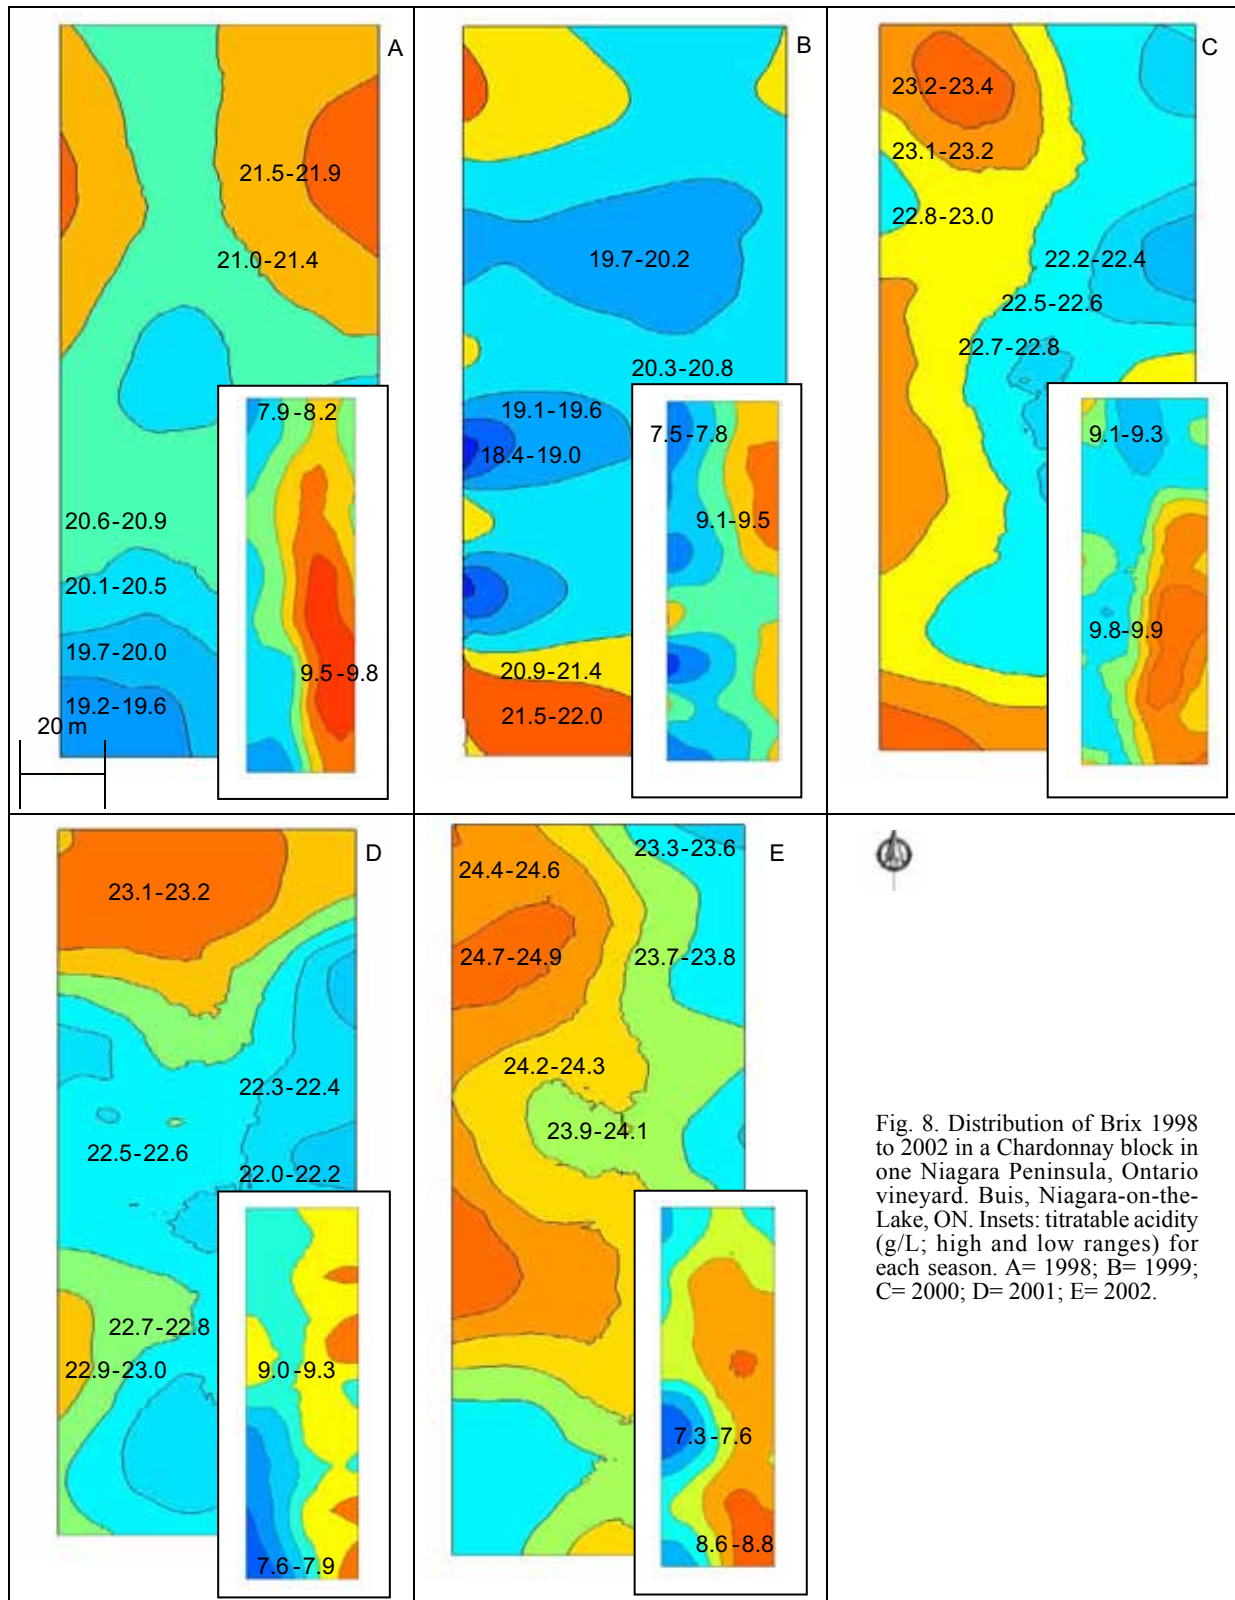 A
21.5-21.9
21.0-21.4
7.9-8.2
20.6-20.9
20.1-20.5
19.7-20.0
9.5-9.8
19.2-19.6
20 m
B
19.7-20.2
20.3-20.8
19.1-19.6
7.5-7.8
18.4-19.0
9.1-9.5
20.9-21.4
21.5-22.0
C
23.2-23.4
23.1-23.2
22.8-23.0
22.2-22.4
22.5-22.6
22.7-22.8
9.1-9.3
9.8-9.9
D
23.1-23.2
22.3-22.4
22.5-22.6
22.0-22.2
22.7-22.8
22.9-23.0
9.0-9.3
7.6-7.9
E
23.3-23.6
24.4-24.6
24.7-24.9
23.7-23.8
24.2-24.3
23.9-24.1
7.3-7.6
8.6-8.8
Fig. 8. Distribution of Brix 1998
to 2002 in a Chardonnay block in
one Niagara Peninsula, Ontario
vineyard. Buis, Niagara-on-the-
Lake, ON. Insets: titratable acidity
(g/L; high and low ranges) for
each season. A= 1998; B= 1999;
C= 2000; D= 2001; E= 2002.